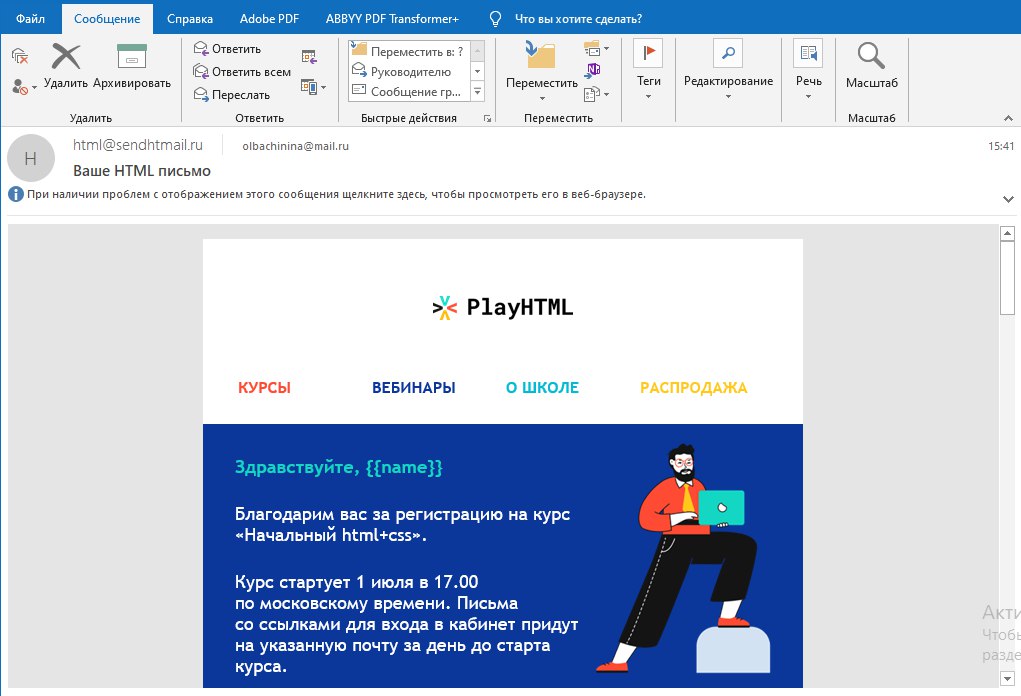 Файл Сообщение Справка Adobe PDF ABBYY PDF Transformer+ Что вы хотите сделать?
Удалить Архивировать
Ответить
Ответить всем
Переслать
Переместить в: ?
Руководителю
Сообщение гр...
Переместить
Теги
Редактирование
Речь
Масштаб
Удалить Ответить Быстрые действия Переместить Масштаб
H
html@sendhtmail.ru olbachinina@mail.ru 15:41
Ваше HTML письмо
При наличии проблем с отображением этого сообщения щелкните здесь, чтобы просмотреть его в веб-браузере.
PlayHTML
КУРСЫ ВЕБИНАРЫ О ШКОЛЕ РАСПРОДАЖА
Здравствуйте, {{name}}
Благодарим вас за регистрацию на курс
«Начальный html+css».
Курс стартует 1 июля в 17.00
по московскому времени. Письма
со ссылками для входа в кабинет придут
на указанную почту за день до старта
курса.
Акти
Чтобы
разде